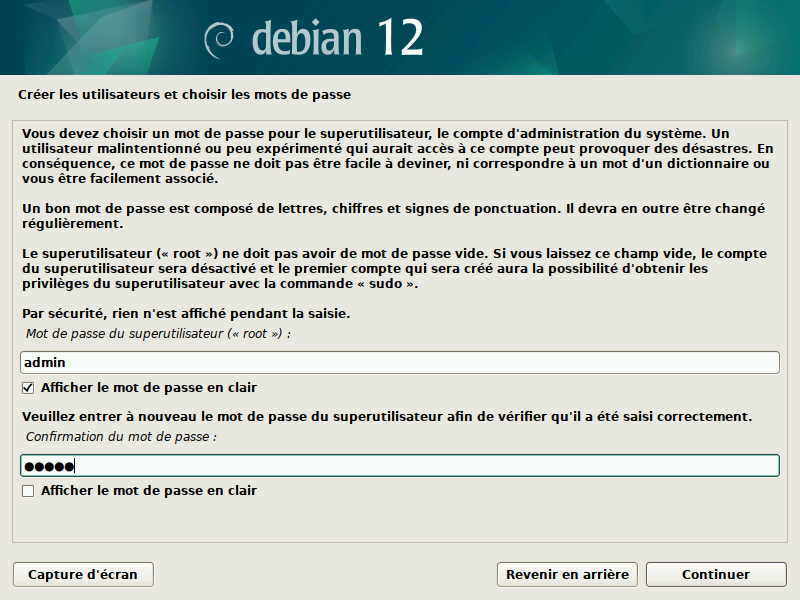 debian 12
Créer les utilisateurs et choisir les mots de passe
Vous devez choisir un mot de passe pour le superutilisateur, le compte d'administration du système. Un
utilisateur malintentionné ou peu expérimenté qui aurait accès à ce compte peut provoquer des désastres. En
conséquence, ce mot de passe ne doit pas être facile à deviner, ni correspondre à un mot d'un dictionnaire ou
vous être facilement associé.
Un bon mot de passe est composé de lettres, chiffres et signes de ponctuation. Il devra en outre être changé
régulièrement.
Le superutilisateur (« root ») ne doit pas avoir de mot de passe vide. Si vous laissez ce champ vide, le compte
du superutilisateur sera désactivé et le premier compte qui sera créé aura la possibilité d'obtenir les
privilèges du superutilisateur avec la commande « sudo ».
Par sécurité, rien n'est affiché pendant la saisie.
Mot de passe du superutilisateur (« root ») :
admin
Afficher le mot de passe en clair
Veuillez entrer à nouveau le mot de passe du superutilisateur afin de vérifier qu'il a été saisi correctement.
Confirmation du mot de passe :
●●●●●
Afficher le mot de passe en clair
Capture d'écran
Revenir en arrière
Continuer